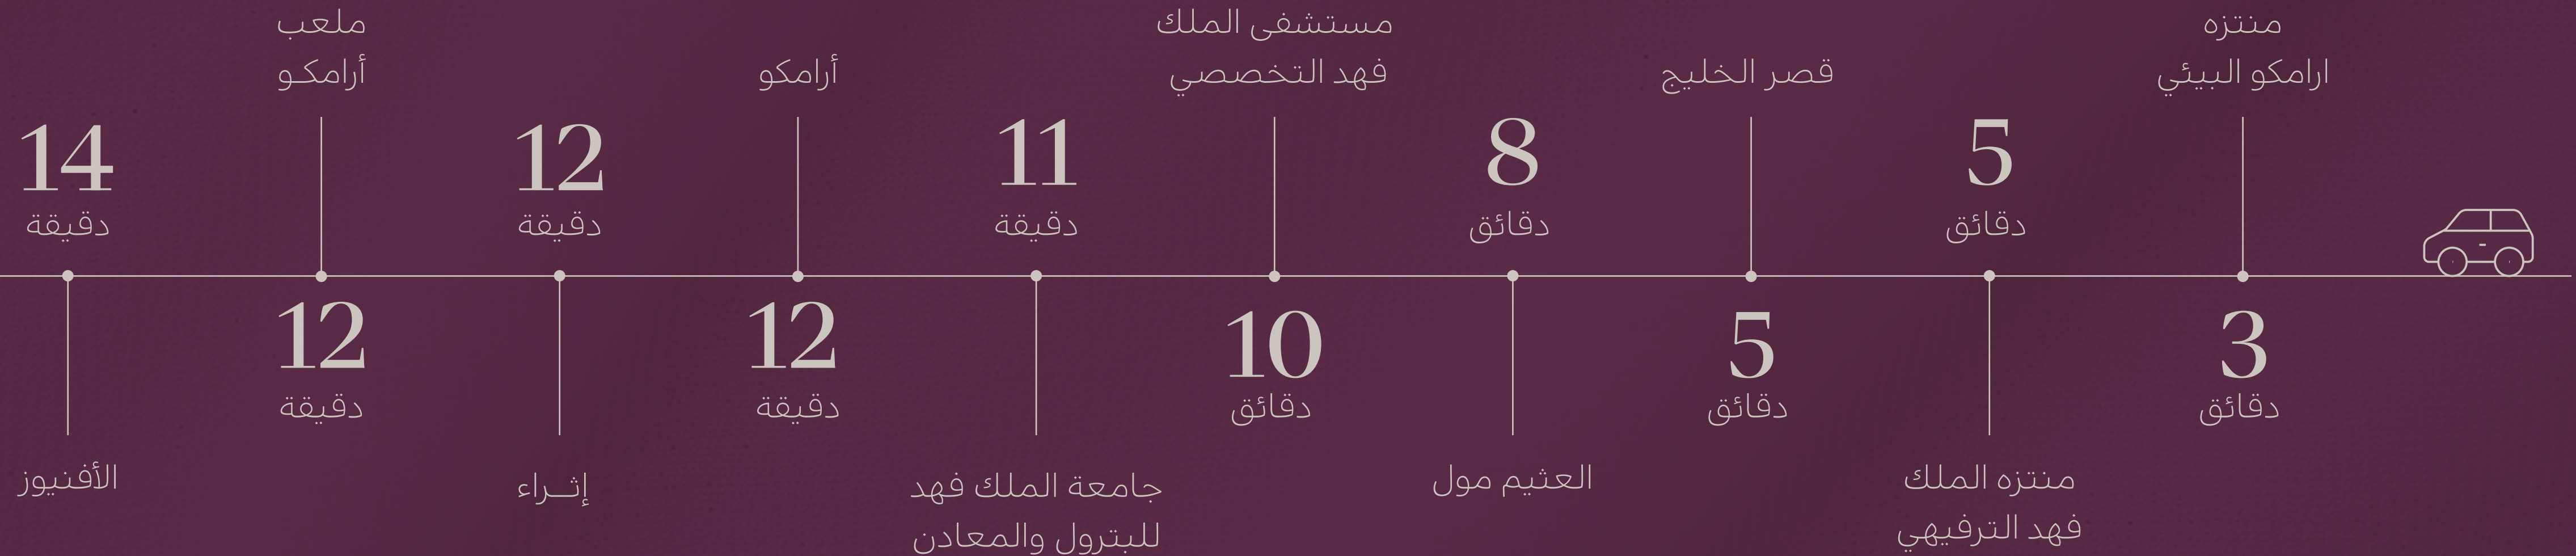 منتزه
ارامكو البيئي
3
دقائق
5
دقائق
منتزه الملك
فهد الترفيهي
قصر الخليج
5
دقائق
8
دقائق
العثيم مول
مستشفى الملك
فهد التخصصي
10
دقائق
11
دقيقة
جامعة الملك فهد
للبترول والمعادن
أرامكو
12
دقيقة
12
دقيقة
إثـــراء
ملعب
أرامكـو
12
دقيقة
14
دقيقة
الأفنيوز